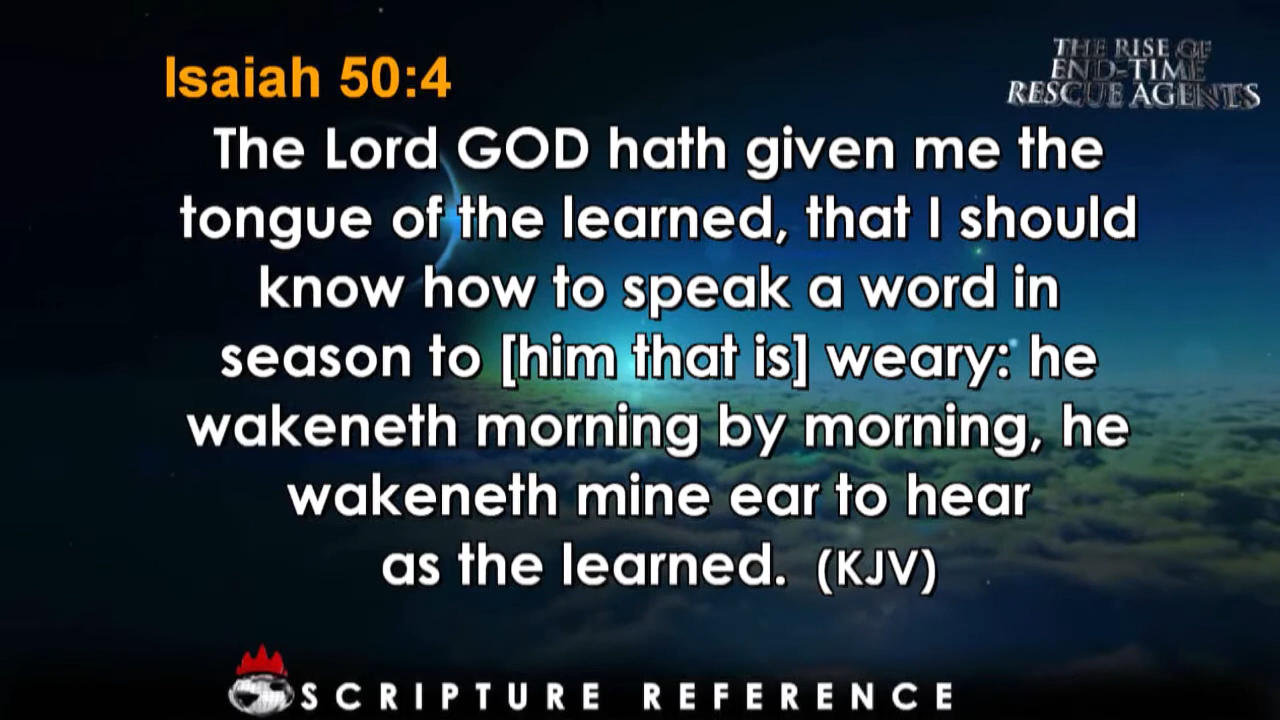 Isaiah 50:4
THE RISE OF
END-TIME
RESCUE AGENTS
The Lord GOD hath given me the
tongue of the learned, that I should
know how to speak a word in
season to [him that is] weary: he
wakeneth morning by morning, he
wakeneth mine ear to hear
as the learned. (KJV)
SCRIPTURE REFERENCE